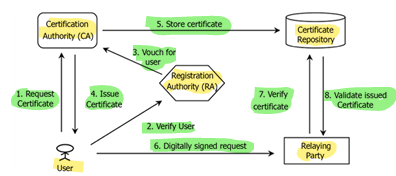 Certification
Authority (CA)
5. Store certificate
Certificate
Repository
3. Vouch for
user
1. Request
Certificate
4. Issue
Certificate
Registration
Authority (RA)
7. Verify
certificate
8. Validate issued
Certificate
2. Verify User
6. Digitally signed request
User
Relaying
Party